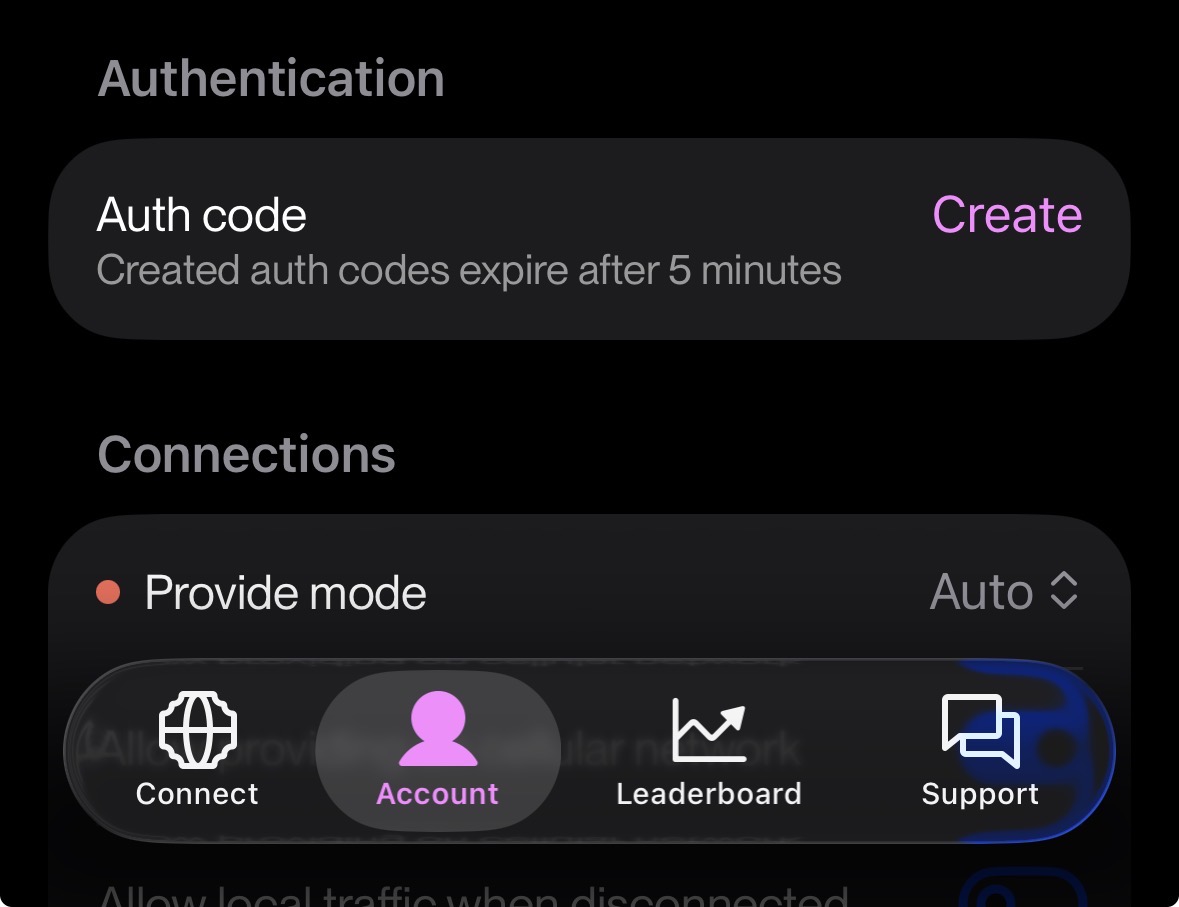 Authentication
Auth code
Create
Created auth codes expire after 5 minutes
Connections
Provide mode
Auto
Connect
Account
Leaderboard
Support
Allow local traffic when disconnected